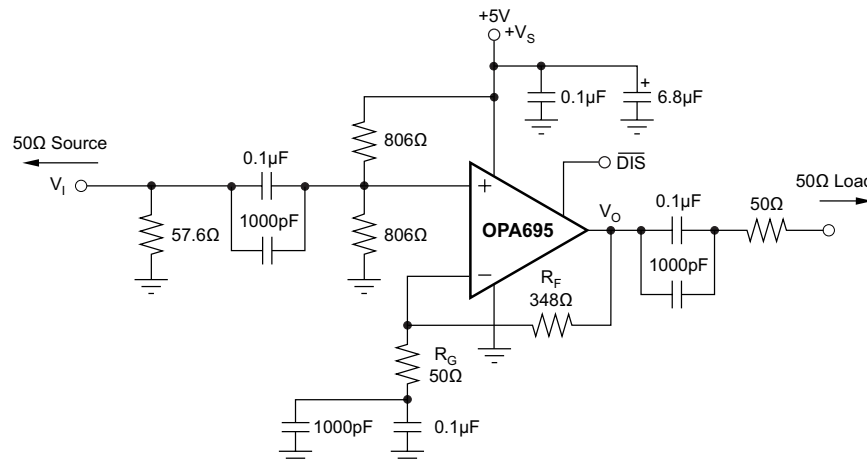 +5V
+VS
0.1µF
6.8µF
+
50Ω Source
806Ω
0.1µF
DIS
50Ω Load
VI
0.1µF
VO
50Ω
+
OPA695
57.6Ω
1000pF
806Ω
1000pF
−
RF
348Ω
RG
50Ω
1000pF
0.1µF